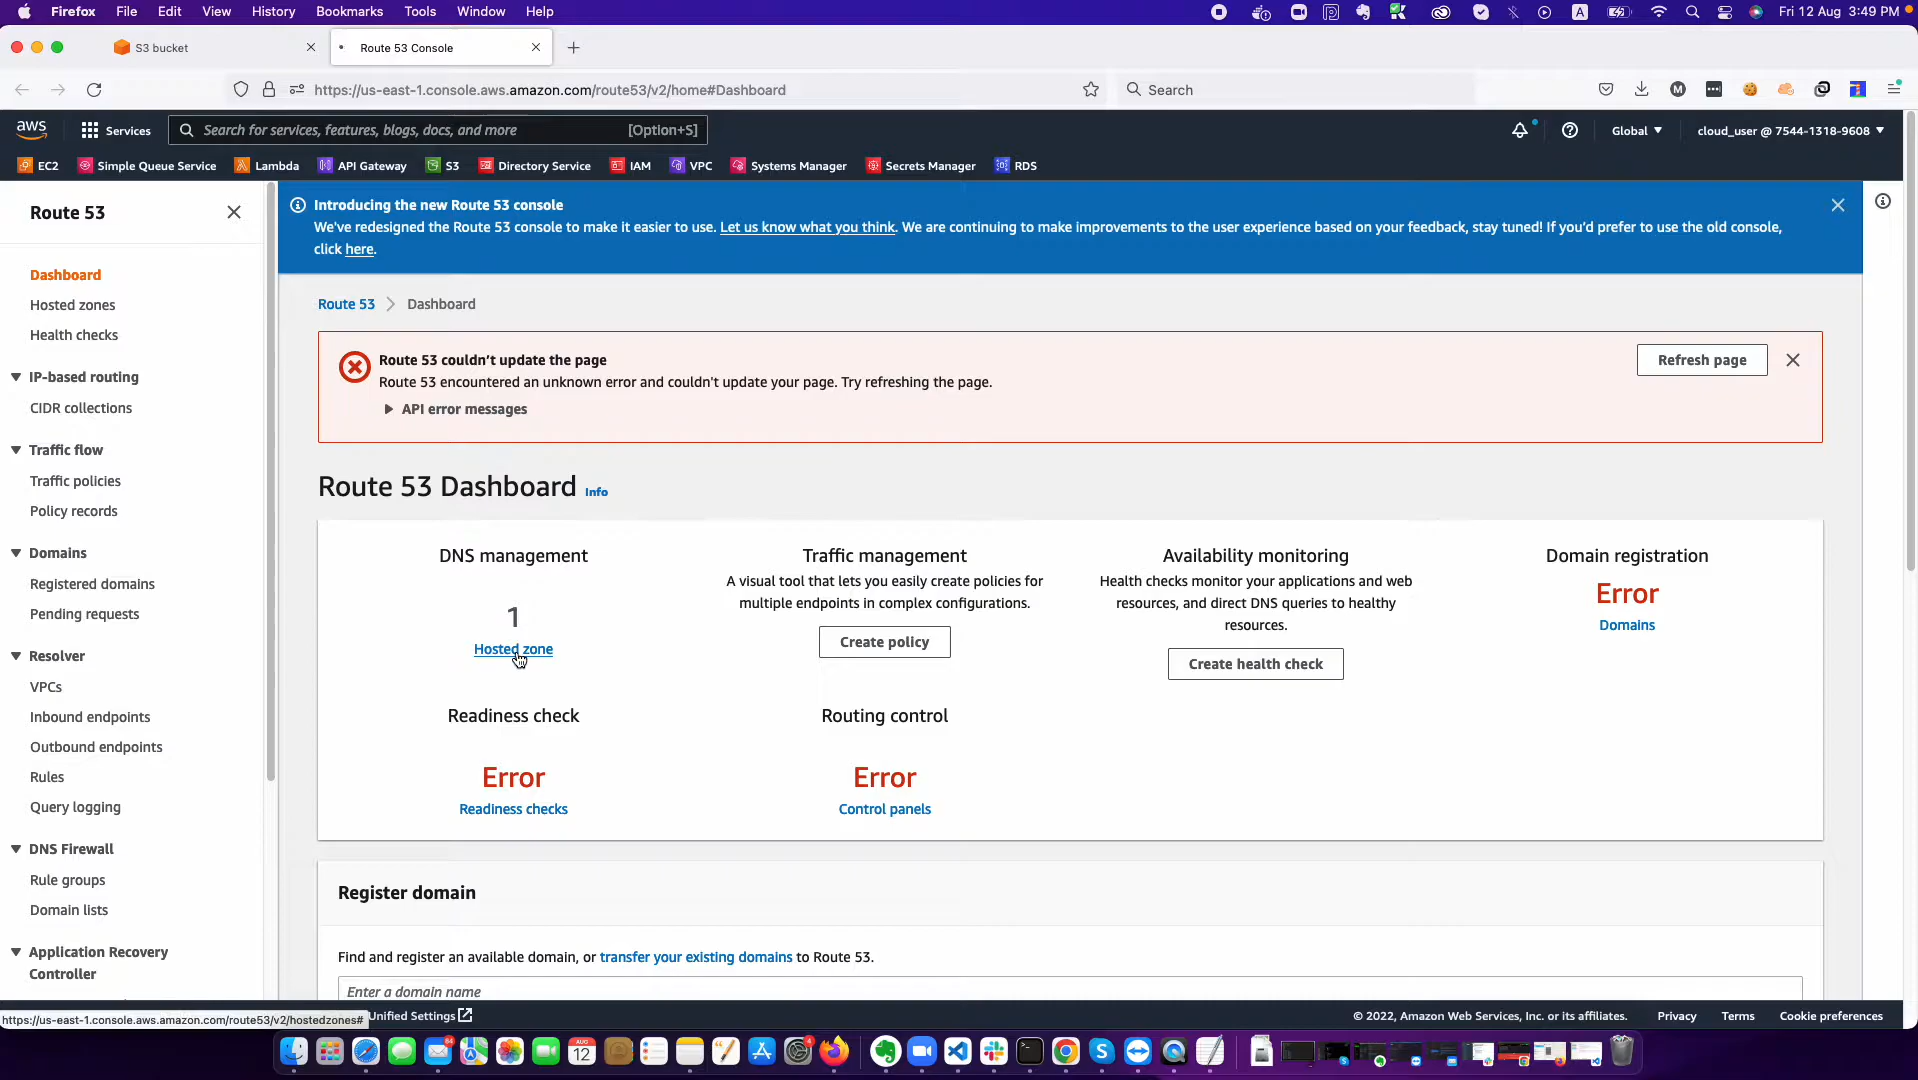 Firefox File Edit View History Bookmarks Tools Window Help
Fri 12 Aug 3:49 PM
S3 bucket
Route 53 Console
https://us-east-1.console.aws.amazon.com/route53/v2/home#Dashboard
Search
aws
Services
Search for services, features, blogs, docs, and more [Option+S]
Global
cloud_user @ 7544-1318-9608
EC2 Simple Queue Service Lambda API Gateway S3 Directory Service IAM VPC Systems Manager Secrets Manager RDS
Route 53
Dashboard
Hosted zones
Health checks
IP-based routing
CIDR collections
Traffic flow
Traffic policies
Policy records
Domains
Registered domains
Pending requests
Resolver
VPCs
Inbound endpoints
Outbound endpoints
Rules
Query logging
DNS Firewall
Rule groups
Domain lists
Application Recovery
Controller
Introducing the new Route 53 console
We've redesigned the Route 53 console to make it easier to use. Let us know what you think. We are continuing to make improvements to the user experience based on your feedback, stay tuned! If you'd prefer to use the old console,
click here.
Route 53 Dashboard
Route 53 couldn't update the page
Route 53 encountered an unknown error and couldn't update your page. Try refreshing the page.
API error messages
Refresh page
Route 53 Dashboard Info
DNS management
1
Hosted zone
Traffic management
A visual tool that lets you easily create policies for
multiple endpoints in complex configurations.
Create policy
Availability monitoring
Health checks monitor your applications and web
resources, and direct DNS queries to healthy
resources.
Create health check
Domain registration
Error
Domains
Readiness check
Error
Readiness checks
Routing control
Error
Control panels
Register domain
Find and register an available domain, or transfer your existing domains to Route 53.
Enter a domain name
https://us-east-1.console.aws.amazon.com/route53/v2/hostedzones#
Unified Settings
© 2022, Amazon Web Services, Inc. or its affiliates.
Privacy Terms Cookie preferences
AUG
12